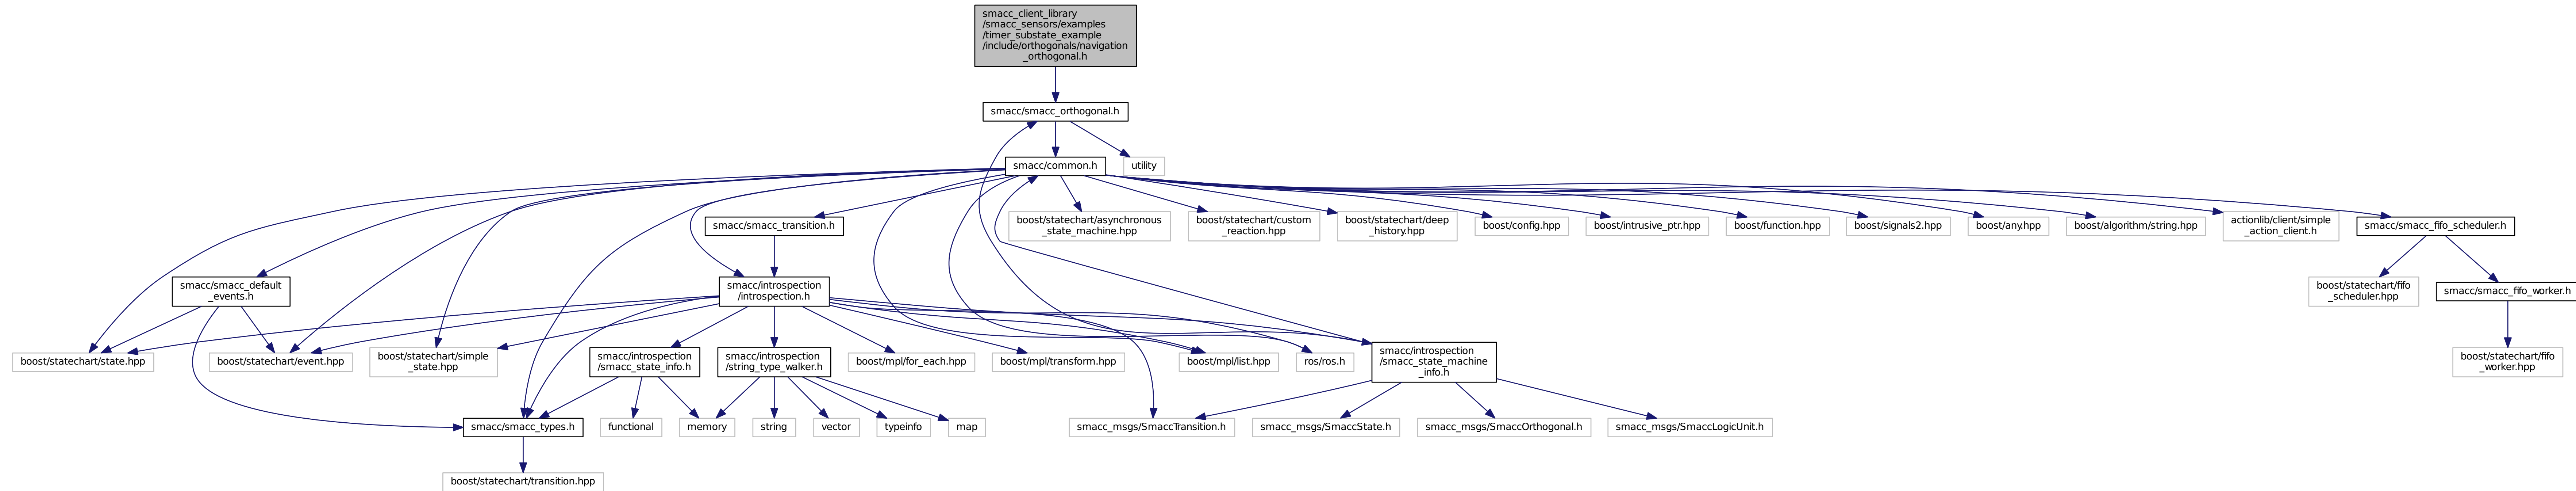 smacc_client_library
/smacc_sensors/examples
/timer_substate_example
/include/orthogonals/navigation
_orthogonal.h
smacc/smacc_orthogonal.h
smacc/common.h
utility
smacc/smacc_transition.h
boost/statechart/asynchronous
_state_machine.hpp
boost/statechart/custom
_reaction.hpp
boost/statechart/deep
_history.hpp
boost/config.hpp
boost/intrusive_ptr.hpp
boost/function.hpp
boost/signals2.hpp
boost/any.hpp
boost/algorithm/string.hpp
actionlib/client/simple
_action_client.h
smacc/smacc_fifo_scheduler.h
smacc/smacc_default
_events.h
smacc/introspection
/introspection.h
boost/statechart/fifo
_scheduler.hpp
smacc/smacc_fifo_worker.h
boost/statechart/state.hpp
boost/statechart/event.hpp
boost/statechart/simple
_state.hpp
smacc/introspection
/smacc_state_info.h
smacc/introspection
/string_type_walker.h
boost/mpl/for_each.hpp
boost/mpl/transform.hpp
boost/mpl/list.hpp
ros/ros.h
smacc/introspection
/smacc_state_machine
_info.h
boost/statechart/fifo
_worker.hpp
smacc/smacc_types.h
functional
memory
string
vector
typeinfo
map
smacc_msgs/SmaccTransition.h
smacc_msgs/SmaccState.h
smacc_msgs/SmaccOrthogonal.h
smacc_msgs/SmaccLogicUnit.h
boost/statechart/transition.hpp